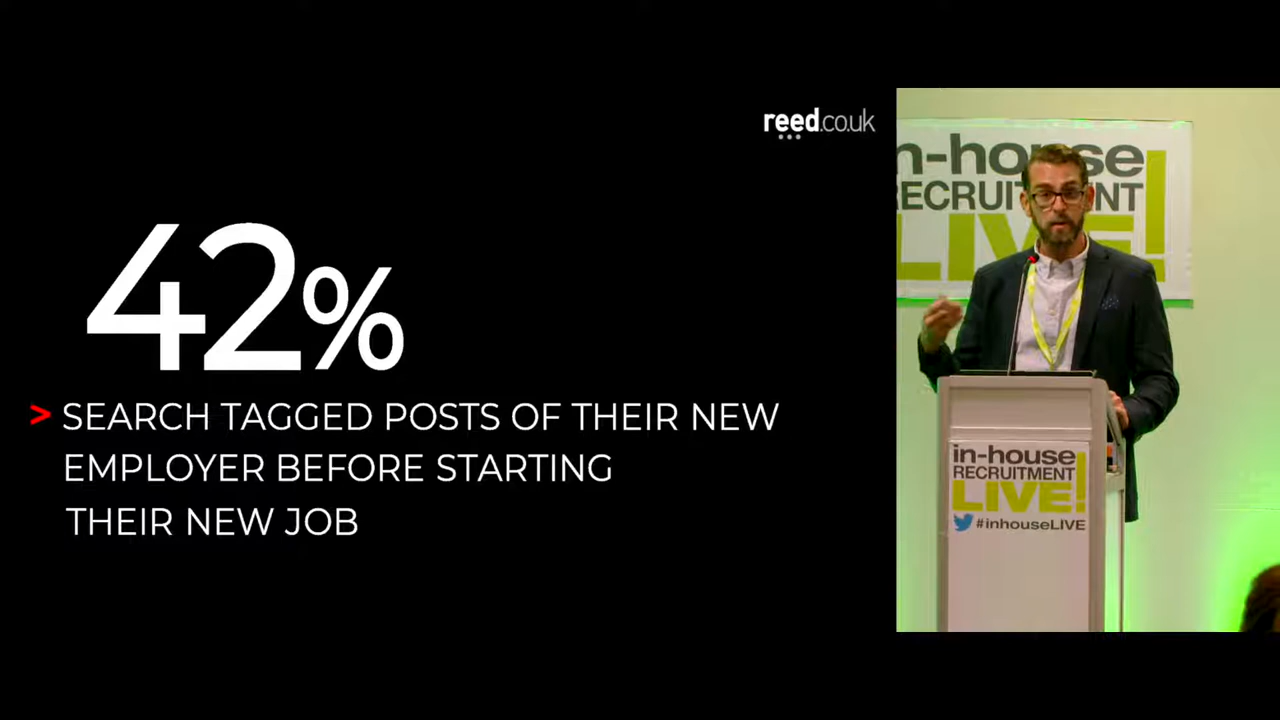 reed.co.uk
42%
> SEARCH TAGGED POSTS OF THEIR NEW
EMPLOYER BEFORE STARTING
THEIR NEW JOB
in-house
RECRUITMENT
LIVE!
in-house
RECRUITMENT
LIVE!
#inhouseLIVE